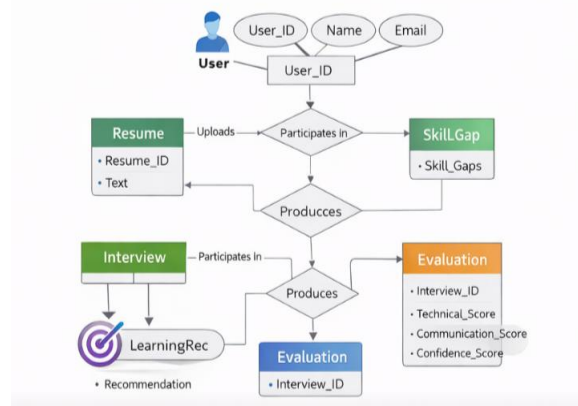 User_ID
Name
Email
User
User_ID
Resume
• Resume_ID
• Text
Uploads
Participates in
SkillGap
• Skill_Gaps
Producces
Interview
Participates in
Produces
Evaluation
• Interview_ID
• Technical_Score
• Communication_Score
• Confidence_Score
LearningRec
• Recommendation
Evaluation
• Interview_ID